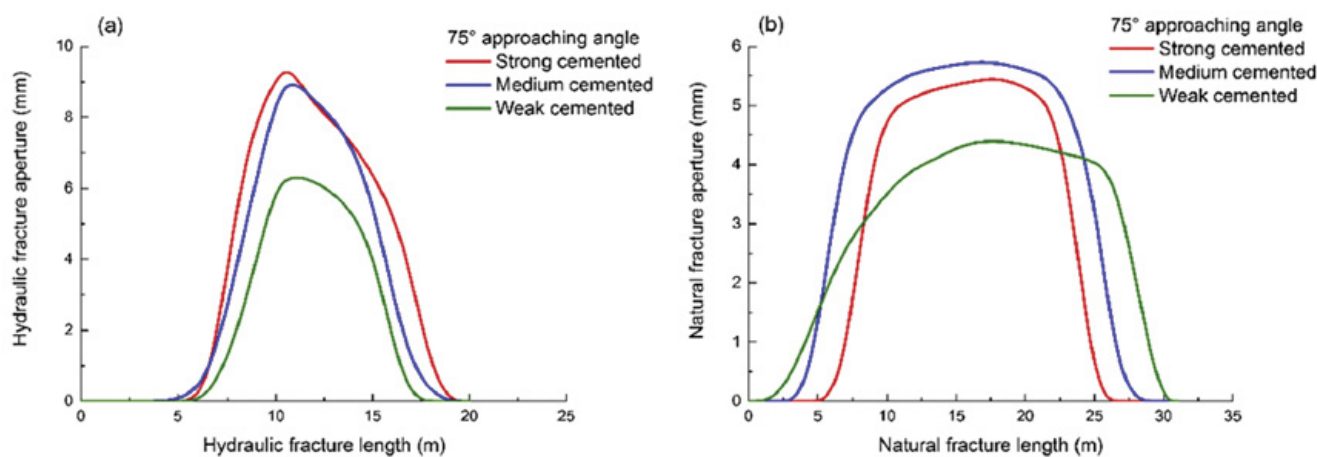 (a)
75° approaching angle
Strong cemented
Medium cemented
Weak cemented
Hydraulic fracture aperture (mm)
10
8
6
4
2
0
0 5 10 15 20 25
Hydraulic fracture length (m)
(b)
75° approaching angle
Strong cemented
Medium cemented
Weak cemented
Natural fracture aperture (mm)
6
5
4
3
2
1
0
0 5 10 15 20 25 30 35
Natural fracture length (m)